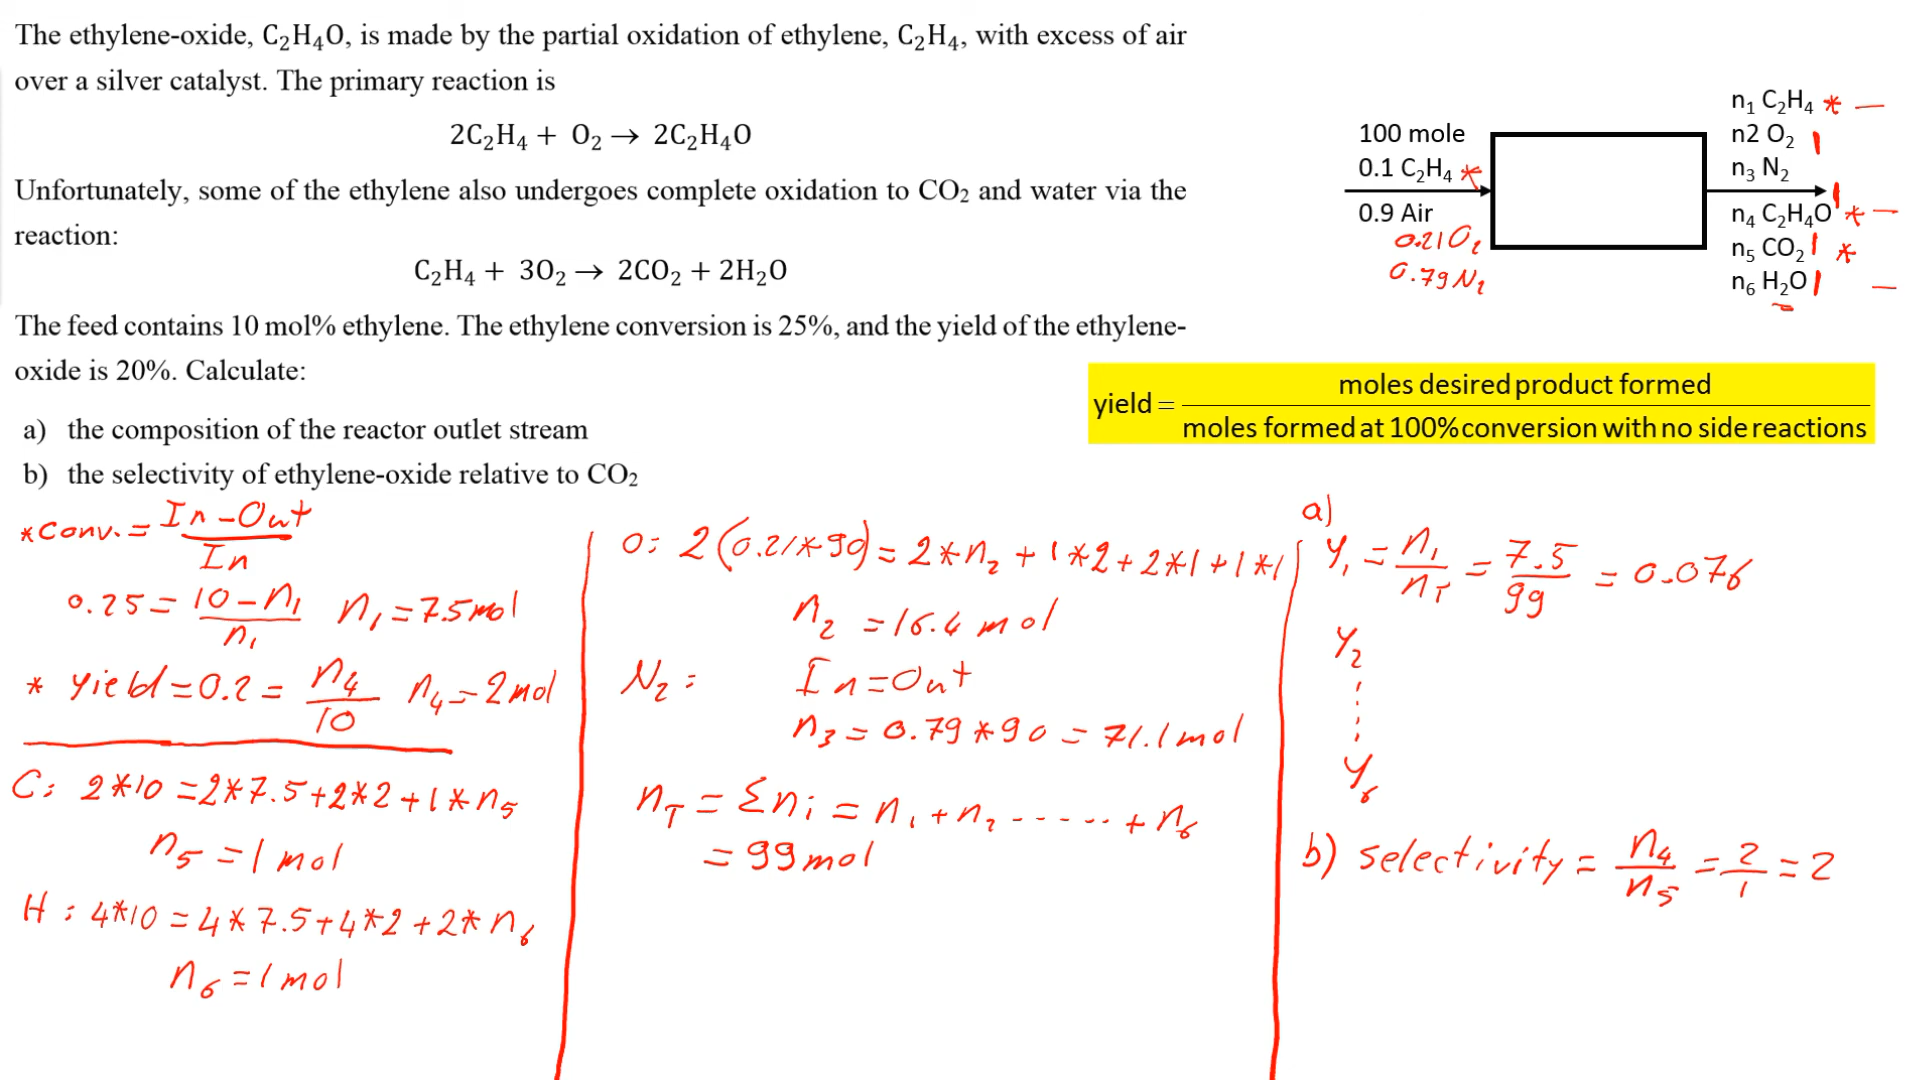 The ethylene-oxide, C₂H₄O, is made by the partial oxidation of ethylene, C₂H₄, with excess of air
over a silver catalyst. The primary reaction is
2C₂H₄ + O₂ → 2C₂H₄O
Unfortunately, some of the ethylene also undergoes complete oxidation to CO₂ and water via the
reaction:
C₂H₄ + 3O₂ → 2CO₂ + 2H₂O
The feed contains 10 mol% ethylene. The ethylene conversion is 25%, and the yield of the ethylene-
oxide is 20%. Calculate:
a) the composition of the reactor outlet stream
b) the selectivity of ethylene-oxide relative to CO₂
100 mole
0.1 C₂H₄ *
0.9 Air
0.21 O₂
0.79 N₂
n₁ C₂H₄ * —
n2 O₂ |
n₃ N₂
n₄ C₂H₄O | * —
n₅ CO₂ | *
n₆ H₂O | —
yield = moles desired product formed / moles formed at 100% conversion with no side reactions
* Conv. = In - Out / In
0.25 = 10 - n₁ / n₁ n₁ = 7.5 mol
* Yield = 0.2 = n₄ / 10 n₄ = 2 mol
C: 2*10 = 2*7.5 + 2*2 + 1*n₅
n₅ = 1 mol
H: 4*10 = 4*7.5 + 4*2 + 2*n₆
n₆ = 1 mol
O: 2(0.21*90) = 2*n₂ + 1*2 + 2*1 + 1*1
n₂ = 16.4 mol
N₂: In = Out
n₃ = 0.79*90 = 71.1 mol
n_T = Σnᵢ = n₁ + n₂ ------ + n₆
= 99 mol
a)
y₁ = n₁ / n_T = 7.5 / 99 = 0.076
y₂
y₆
b) selectivity = n₄ / n₅ = 2 / 1 = 2